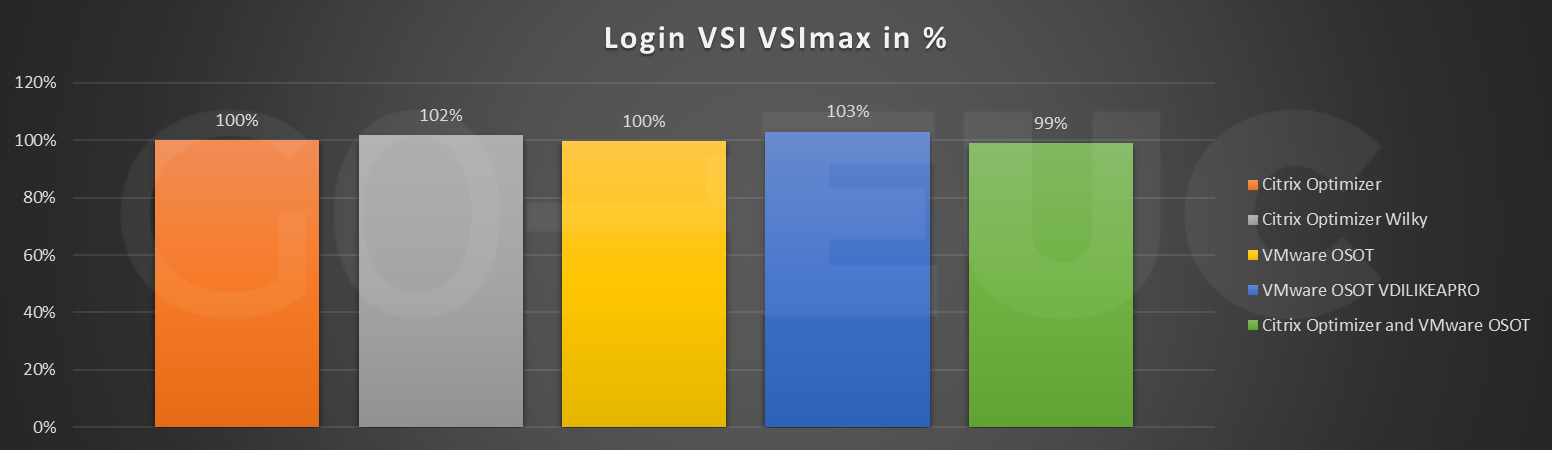 Login VSI VSImax in %
120%
100%
80%
60%
40%
20%
0%
100%
102%
100%
103%
99%
Citrix Optimizer
Citrix Optimizer Wilky
VMware OSOT
VMware OSOT VDILIKEAPRO
Citrix Optimizer and VMware OSOT
GO-EUC